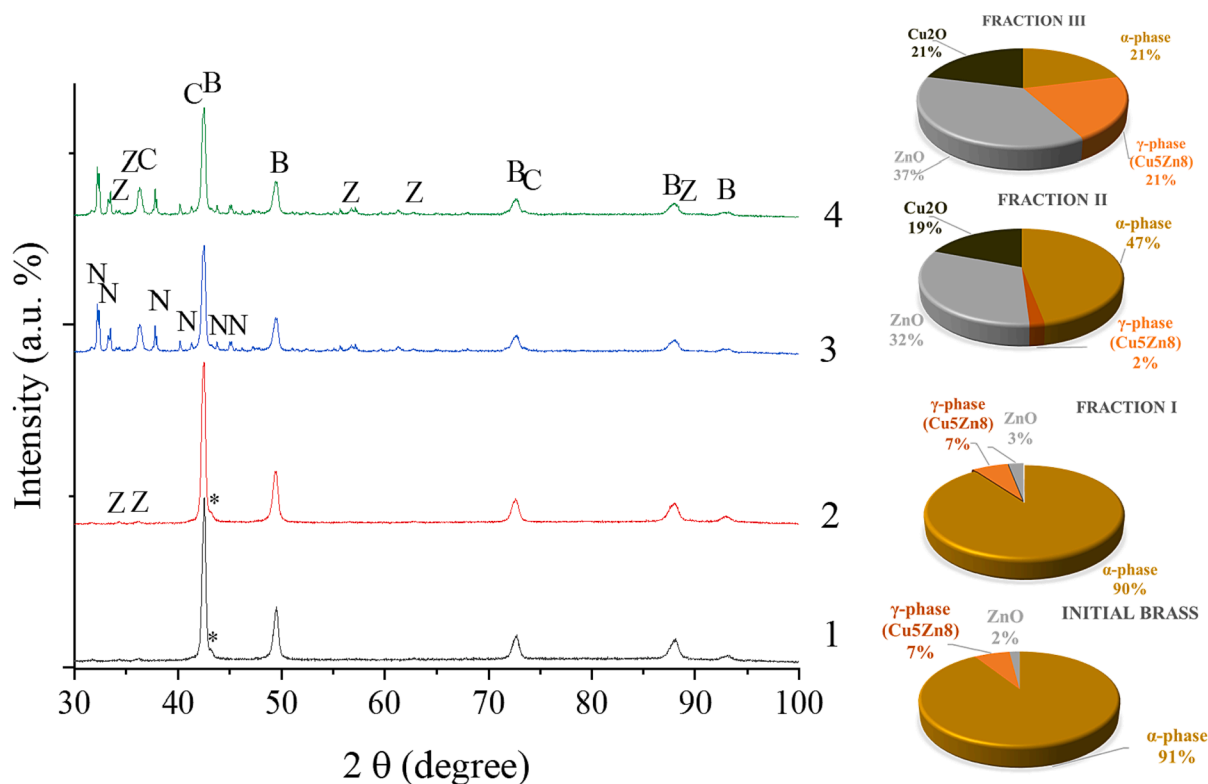 C B
Z C
Z
B
Z
Z
B C
B Z
B
4
N
N
N
N
N N
3
Z Z
*
2
*
1
Intensity (a.u. %)
30 40 50 60 70 80 90 100
2 θ (degree)
FRACTION III
Cu2O
21%
α-phase
21%
ZnO
37%
γ-phase
(Cu5Zn8)
21%
FRACTION II
Cu2O
19%
α-phase
47%
ZnO
32%
γ-phase
(Cu5Zn8)
2%
FRACTION I
γ-phase
(Cu5Zn8)
7%
ZnO
3%
α-phase
90%
INITIAL BRASS
γ-phase
(Cu5Zn8)
7%
ZnO
2%
α-phase
91%